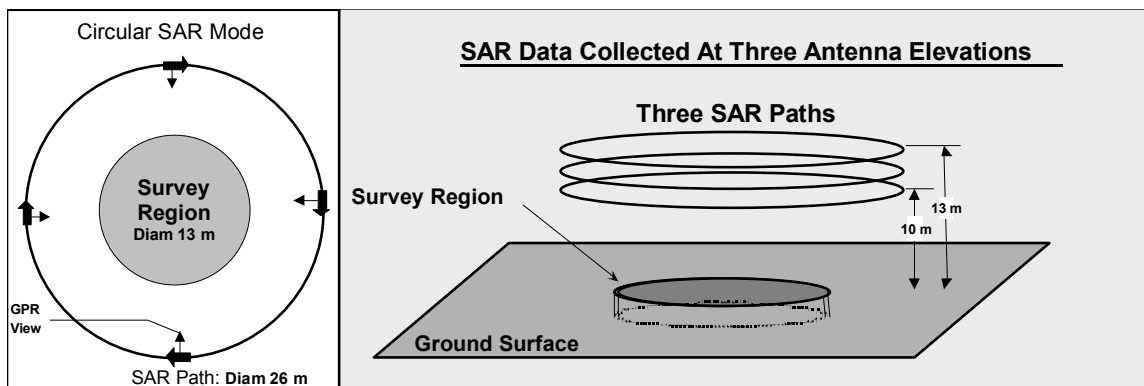 Circular SAR Mode
Survey
Region
Diam 13 m
GPR
View
SAR Path: Diam 26 m
SAR Data Collected At Three Antenna Elevations
Three SAR Paths
Survey Region
13 m
10 m
Ground Surface